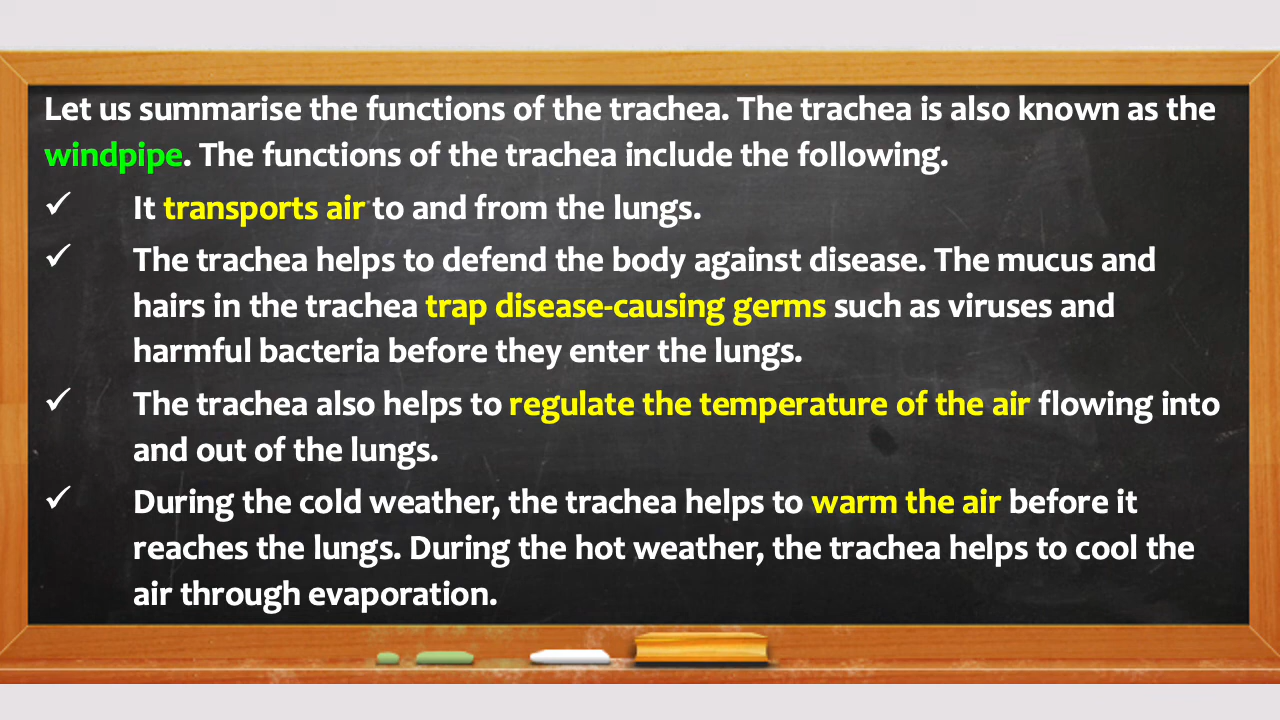 Let us summarise the functions of the trachea. The trachea is also known as the
windpipe. The functions of the trachea include the following.
✓ It transports air to and from the lungs.
✓ The trachea helps to defend the body against disease. The mucus and
hairs in the trachea trap disease-causing germs such as viruses and
harmful bacteria before they enter the lungs.
✓ The trachea also helps to regulate the temperature of the air flowing into
and out of the lungs.
✓ During the cold weather, the trachea helps to warm the air before it
reaches the lungs. During the hot weather, the trachea helps to cool the
air through evaporation.